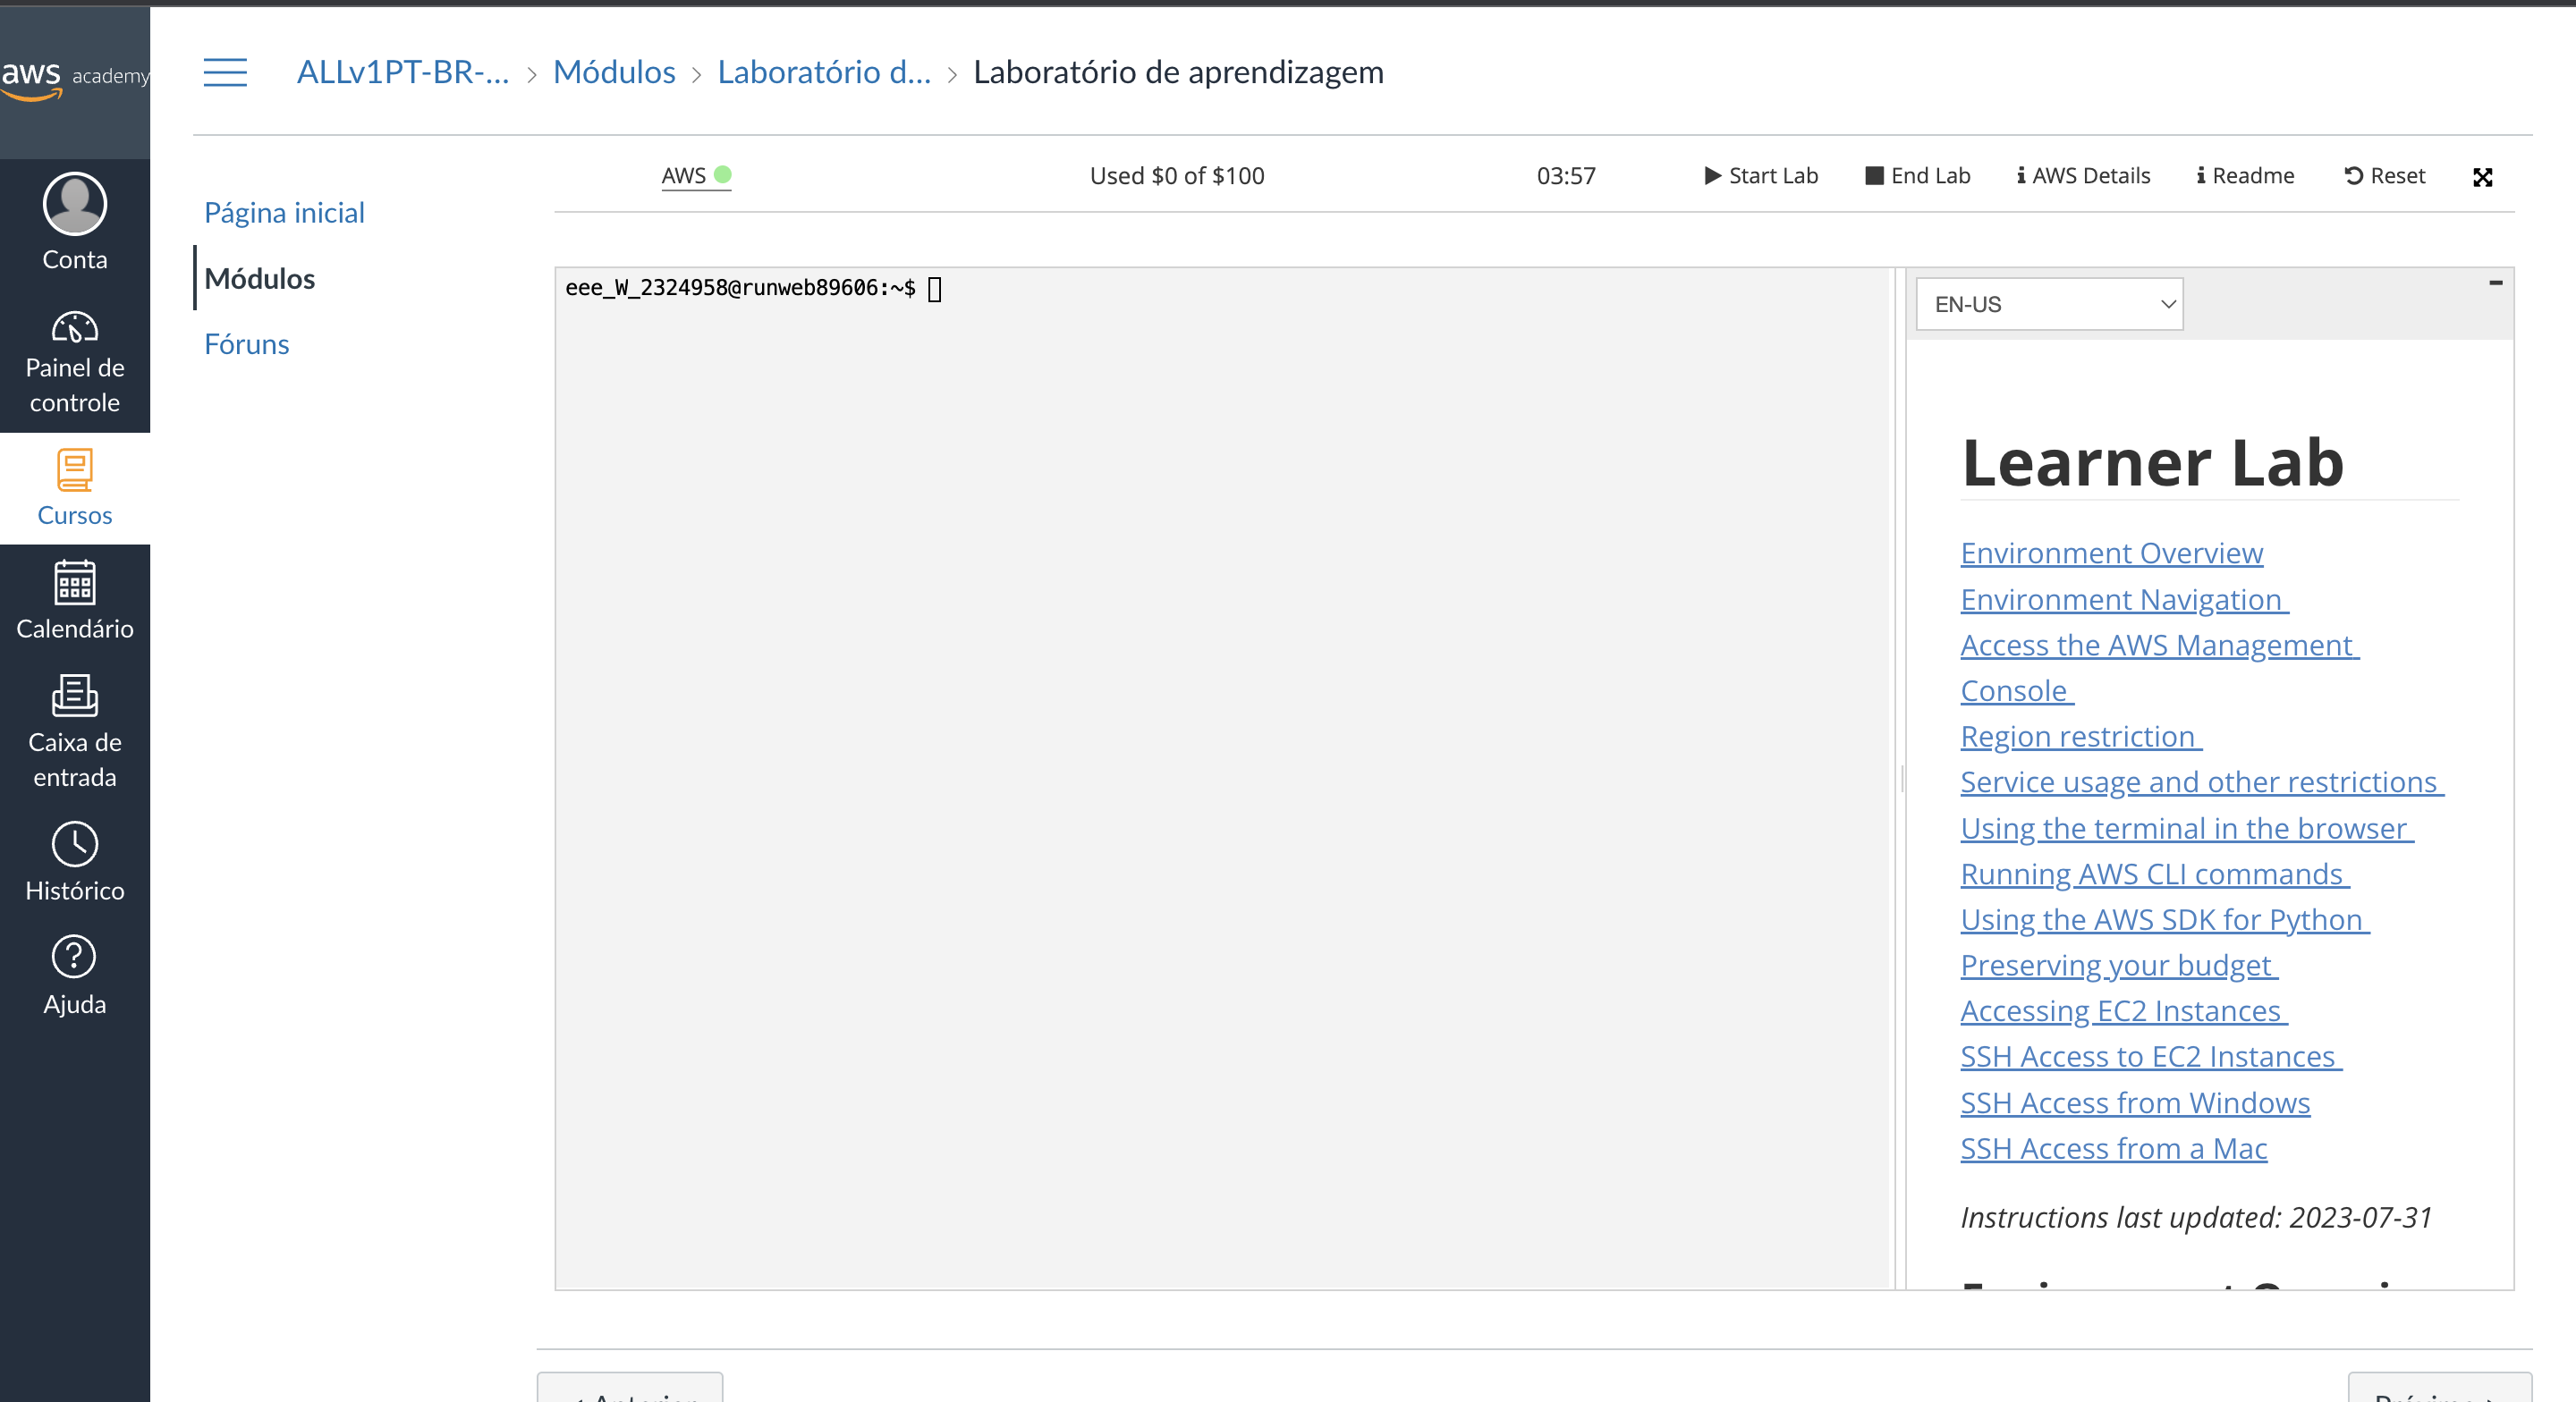 aws academy
ALLv1PT-BR-... > Módulos > Laboratório d... > Laboratório de aprendizagem
Conta
Painel de
controle
Cursos
Calendário
Caixa de
entrada
Histórico
Ajuda
Página inicial
Módulos
Fóruns
AWS
Used $0 of $100
03:57
Start Lab
End Lab
AWS Details
Readme
Reset
eee_W_2324958@runweb89606:~$
EN-US
Learner Lab
Environment Overview
Environment Navigation
Access the AWS Management
Console
Region restriction
Service usage and other restrictions
Using the terminal in the browser
Running AWS CLI commands
Using the AWS SDK for Python
Preserving your budget
Accessing EC2 Instances
SSH Access to EC2 Instances
SSH Access from Windows
SSH Access from a Mac
Instructions last updated: 2023-07-31